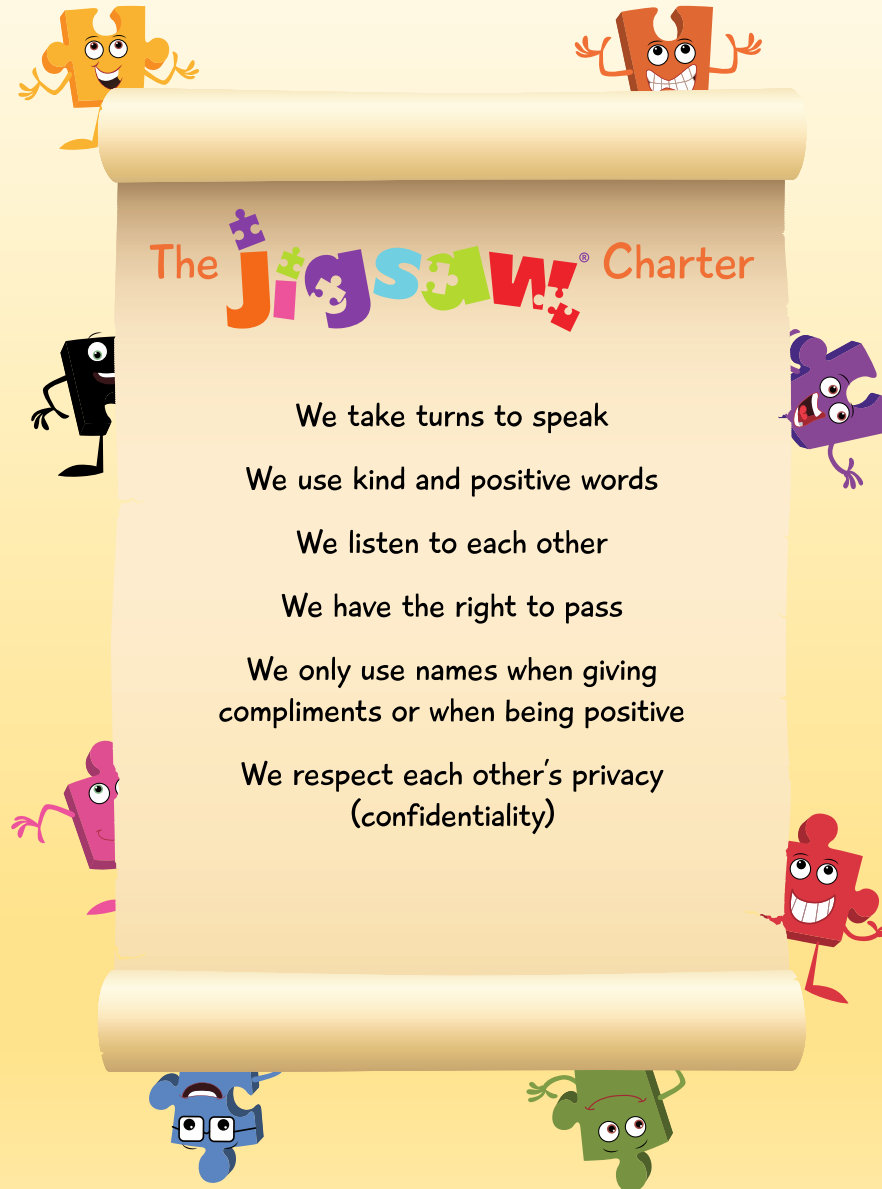 The jigsaw® Charter
We take turns to speak
We use kind and positive words
We listen to each other
We have the right to pass
We only use names when giving
compliments or when being positive
We respect each other's privacy
(confidentiality)